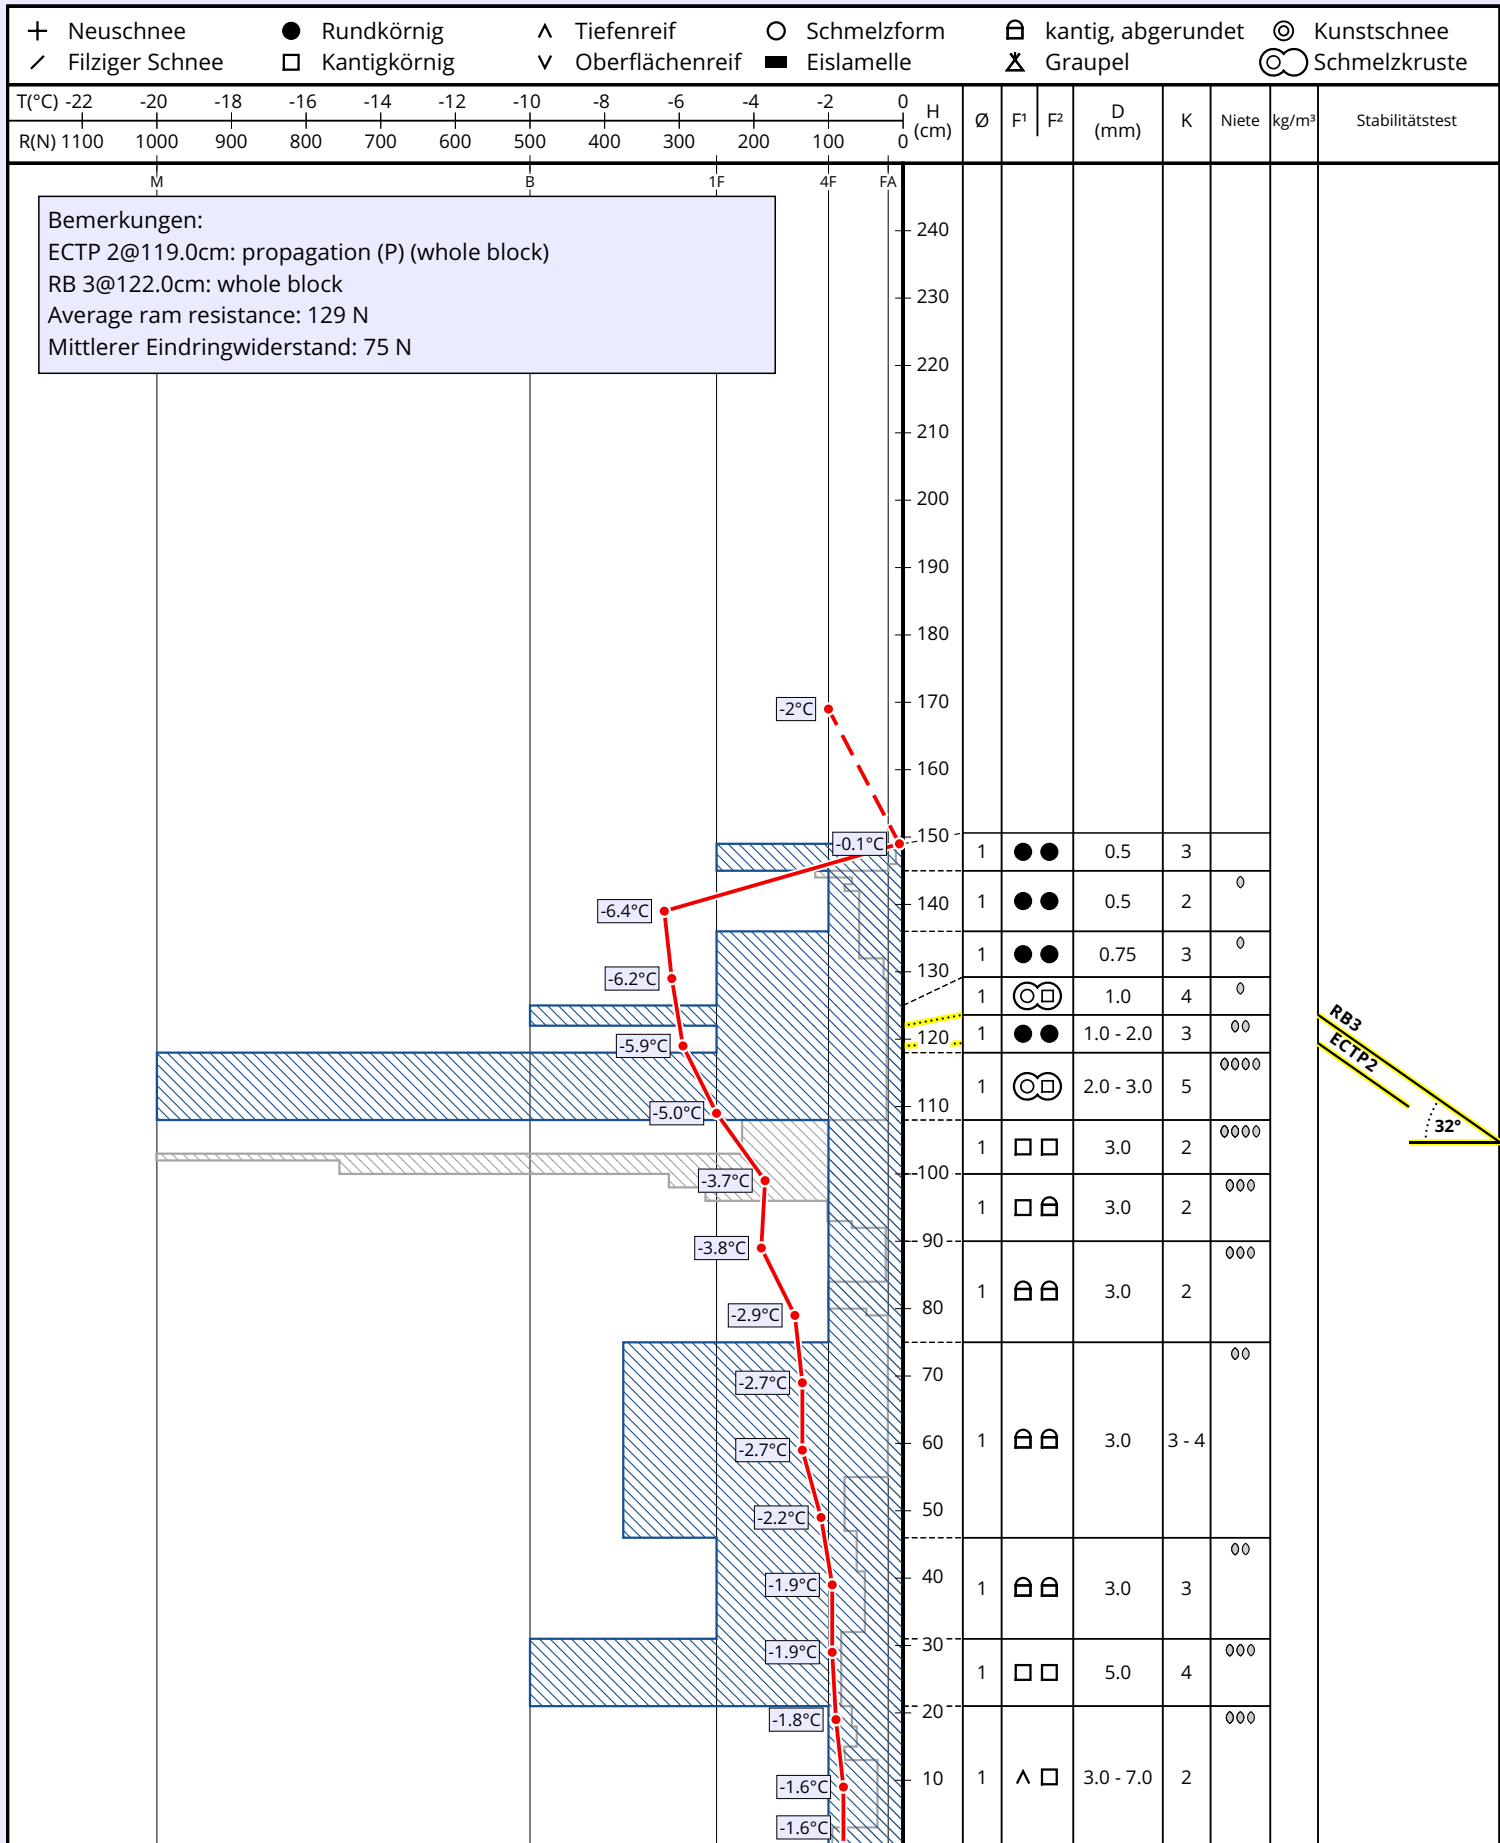 Neuschnee Rundkörnig Tiefenreif Schmelzform kantig, abgerundet Kunstschnee
Filziger Schnee Kantigkörnig Oberflächenreif Eislamelle Graupel Schmelzkruste
T(°C) -22 -20 -18 -16 -14 -12 -10 -8 -6 -4 -2 0
R(N) 1100 1000 900 800 700 600 500 400 300 200 100 0
H (cm) Ø F¹ F² D (mm) K Niete kg/m³ Stabilitätstest
M B 1F 4F FA
Bemerkungen:
ECTP 2@119.0cm: propagation (P) (whole block)
RB 3@122.0cm: whole block
Average ram resistance: 129 N
Mittlerer Eindringwiderstand: 75 N
240
230
220
210
200
190
180
170
-2°C
160
150
-0.1°C
1 0.5 3
140
-6.4°C
1 0.5 2
130
-6.2°C
1 0.75 3
1 1.0 4
120
-5.9°C
1 1.0 - 2.0 3
RB3
ECTP2
32°
110
-5.0°C
1 2.0 - 3.0 5
1 3.0 2
100
-3.7°C
1 3.0 2
90
-3.8°C
1 3.0 2
80
-2.9°C
70
-2.7°C
1 3.0 3 - 4
60
-2.7°C
50
-2.2°C
40
-1.9°C
1 3.0 3
30
-1.9°C
1 5.0 4
20
-1.8°C
10
1 3.0 - 7.0 2
-1.6°C
-1.6°C